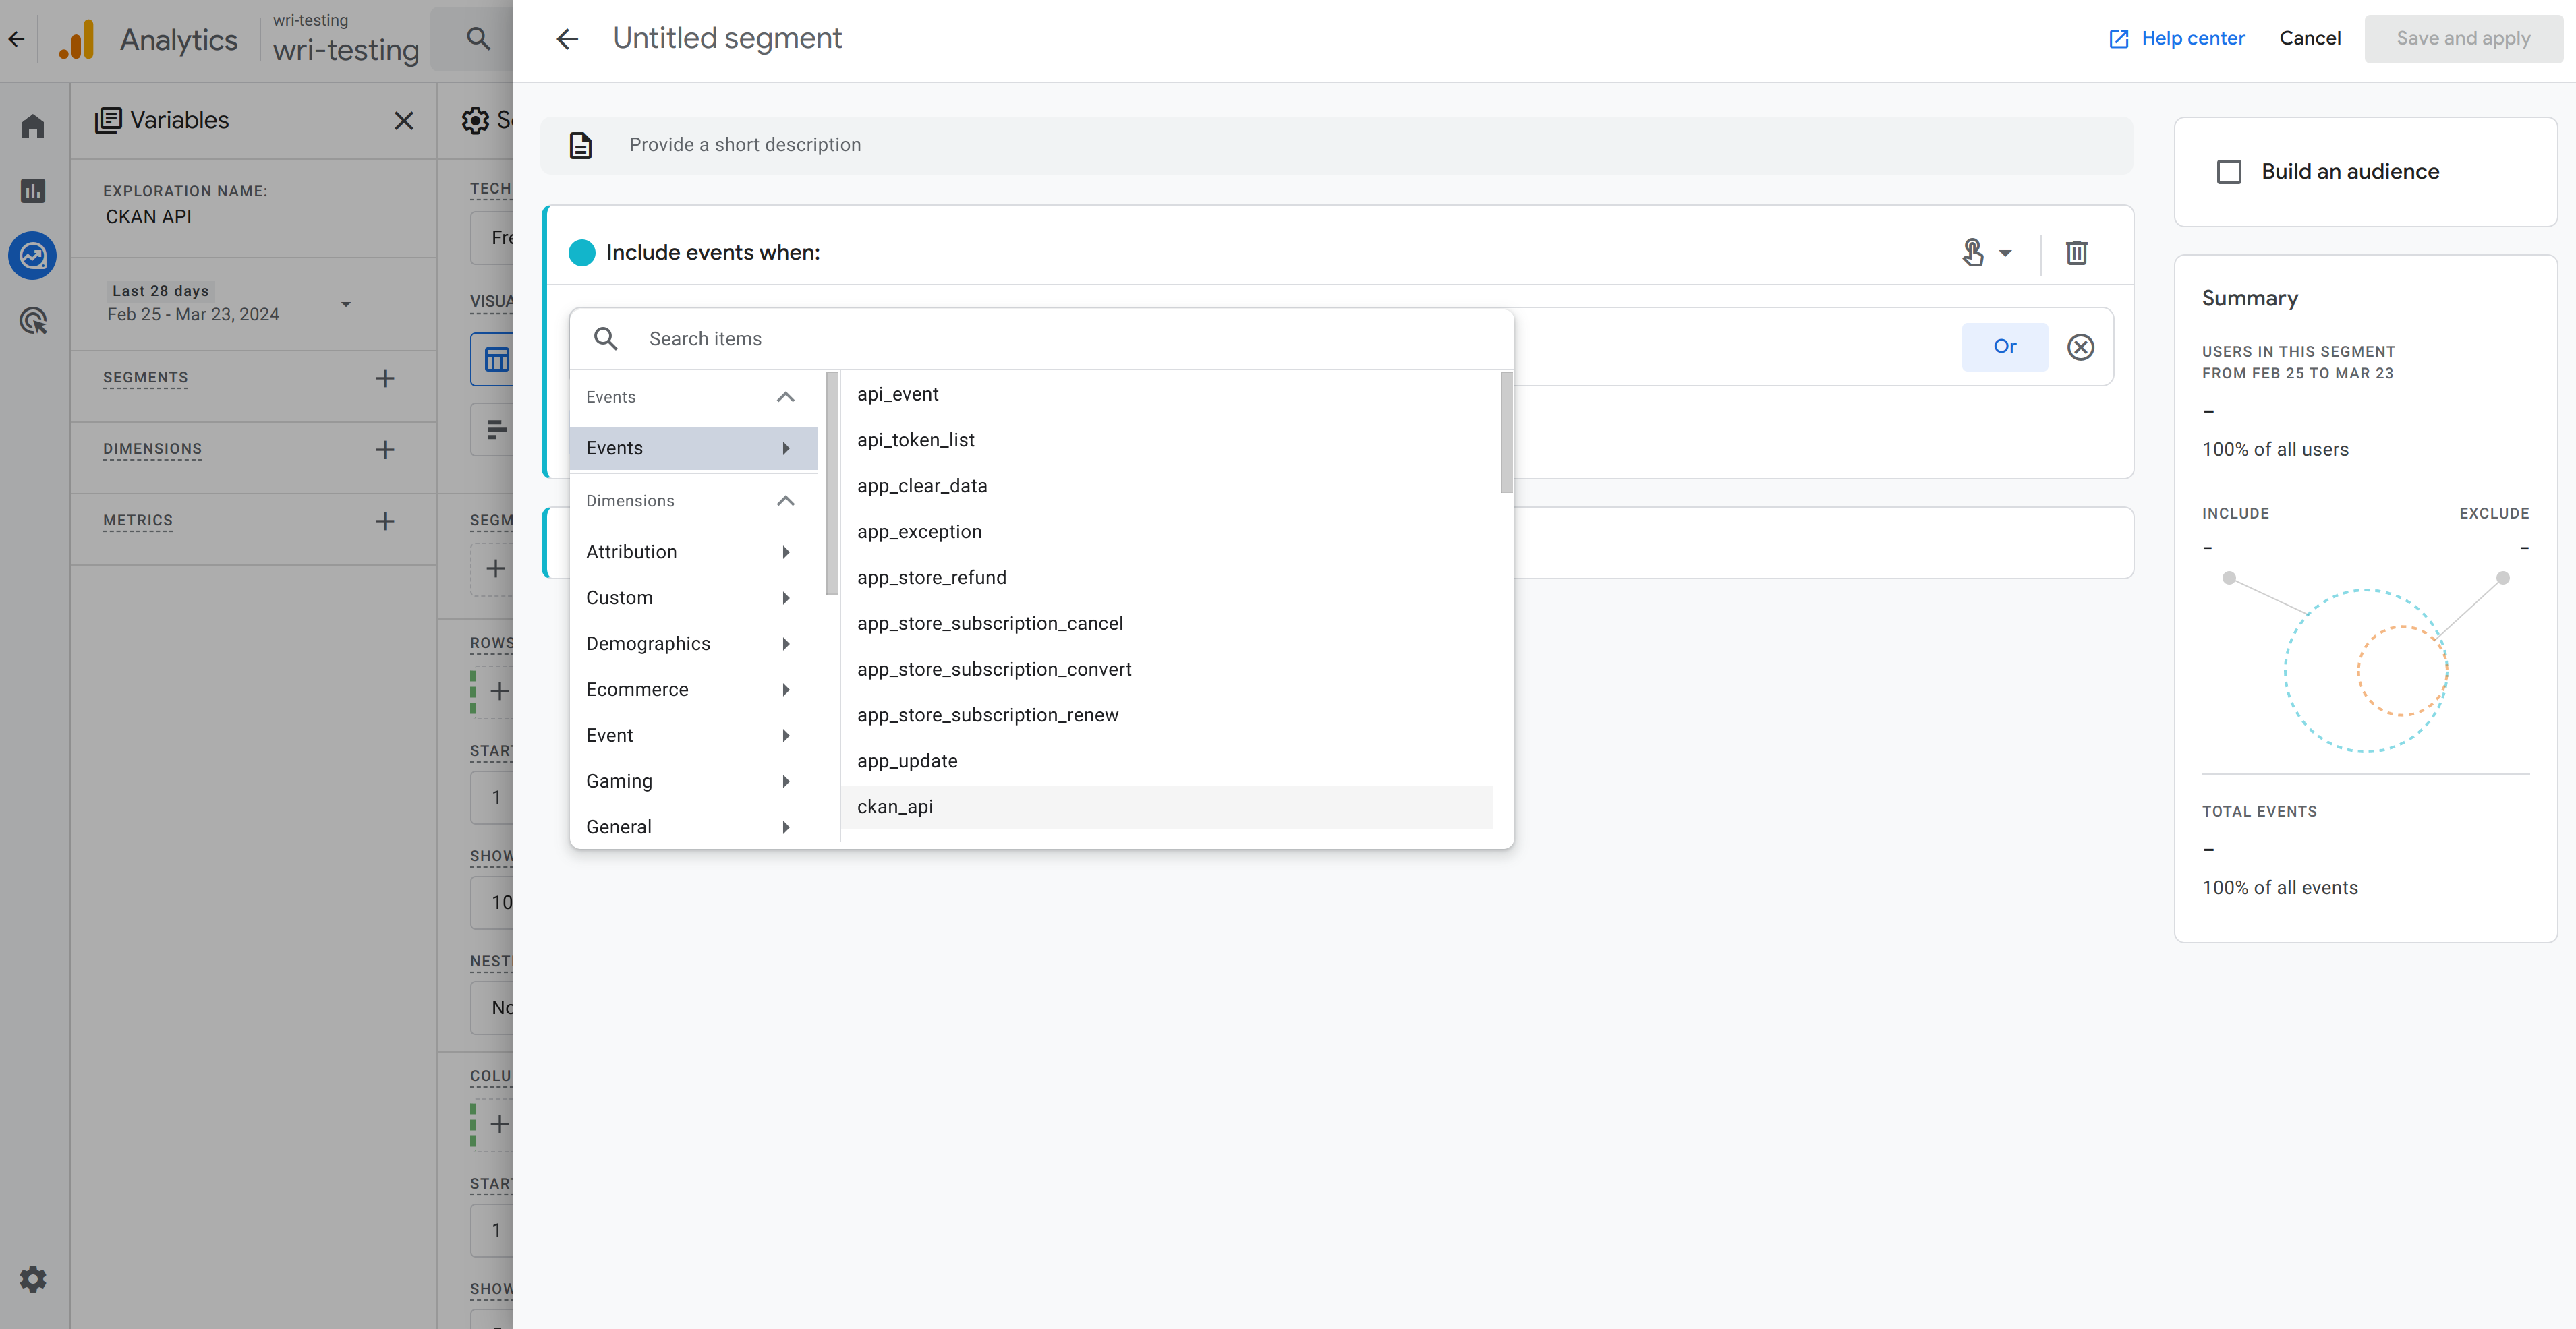 Analytics
wri-testing
wri-testing
Untitled segment
Help center
Cancel
Save and apply
Variables
EXPLORATION NAME:
CKAN API
Last 28 days
Feb 25 - Mar 23, 2024
SEGMENTS
DIMENSIONS
METRICS
TECH
Fre
VISUA
SEGM
ROWS
START
1
SHOW
10
NEST
No
COLU
START
1
SHOW
Provide a short description
Include events when:
Or
Search items
Events
Events
Dimensions
Attribution
Custom
Demographics
Ecommerce
Event
Gaming
General
api_event
api_token_list
app_clear_data
app_exception
app_store_refund
app_store_subscription_cancel
app_store_subscription_convert
app_store_subscription_renew
app_update
ckan_api
Build an audience
Summary
USERS IN THIS SEGMENT
FROM FEB 25 TO MAR 23
–
100% of all users
INCLUDE EXCLUDE
- -
TOTAL EVENTS
–
100% of all events